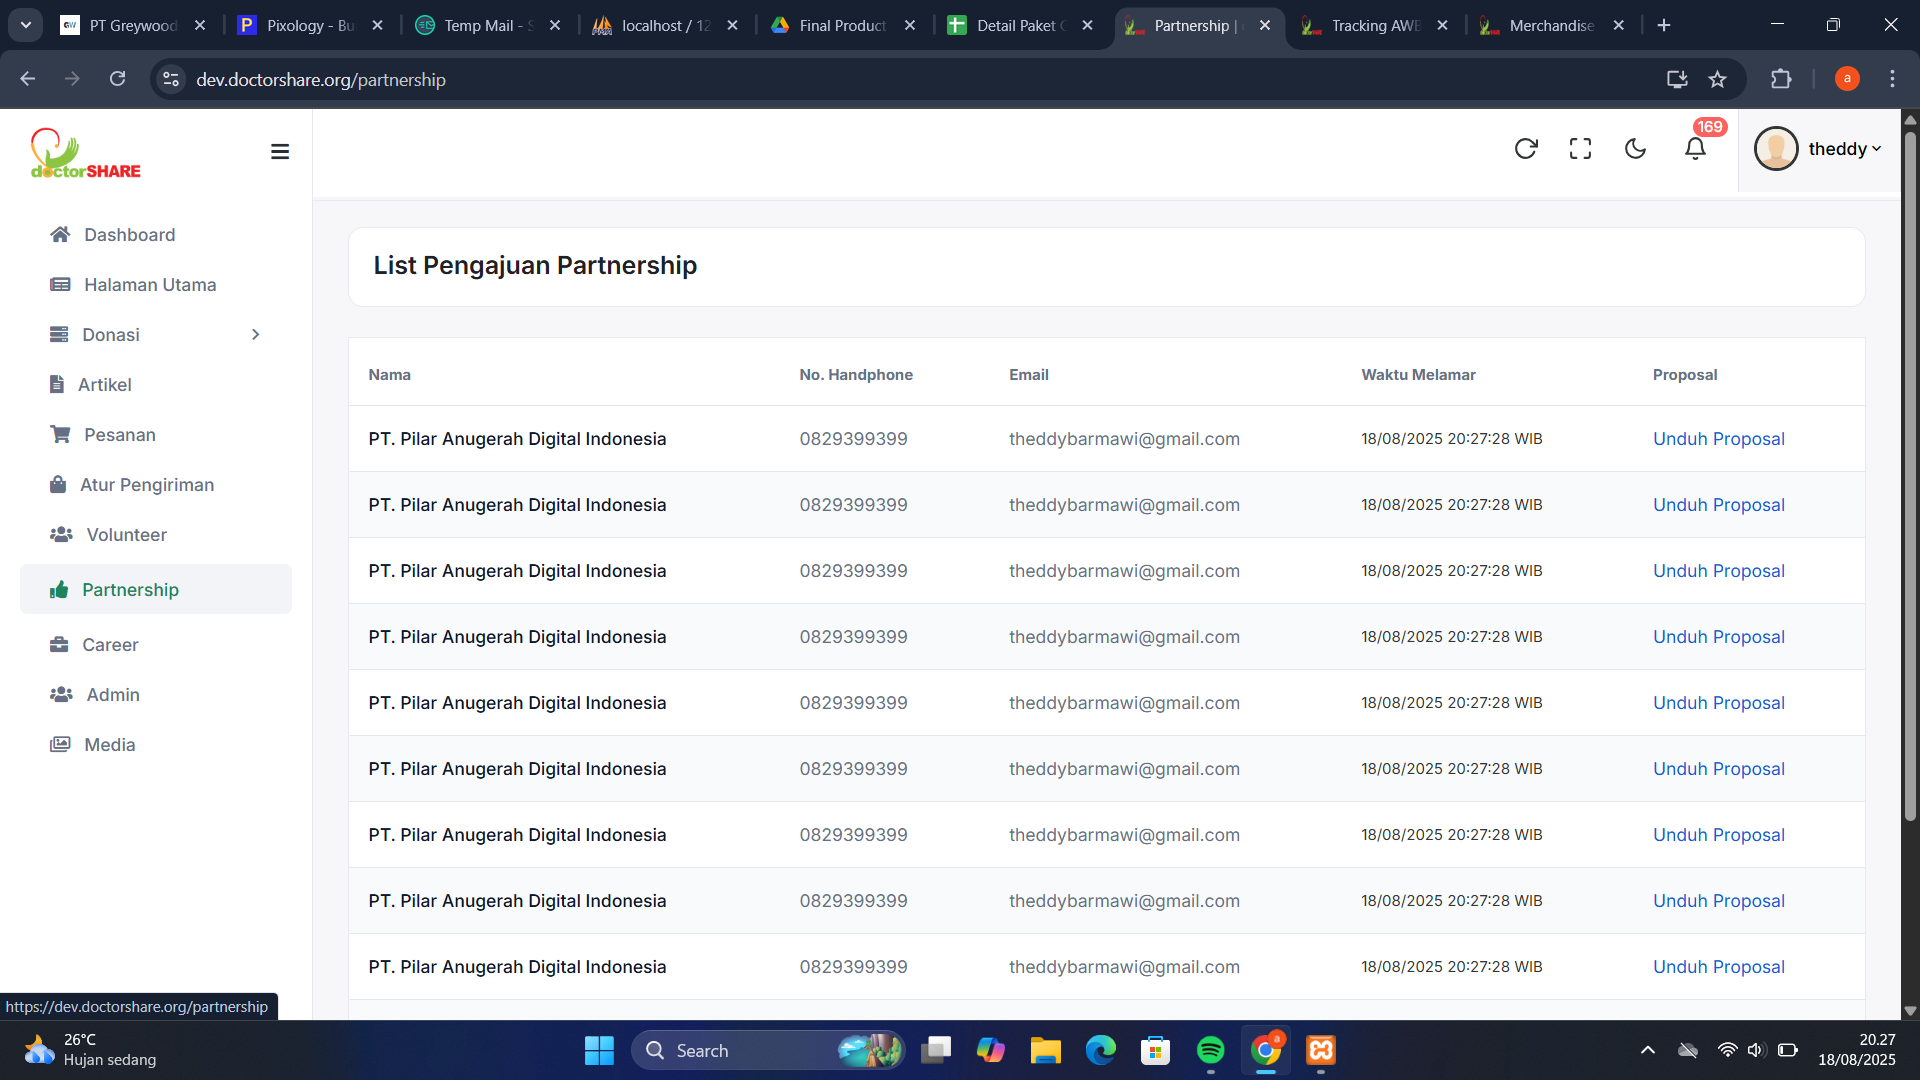 PT Greywood
Pixology - Bu
Temp Mail - S
localhost / 12
Final Product
Detail Paket
Partnership |
Tracking AWB
Merchandise
dev.doctorshare.org/partnership
a
doctorSHARE
169
theddy
Dashboard
Halaman Utama
Donasi
Artikel
Pesanan
Atur Pengiriman
Volunteer
Partnership
Career
Admin
Media
List Pengajuan Partnership
Nama No. Handphone Email Waktu Melamar Proposal
PT. Pilar Anugerah Digital Indonesia 0829399399 theddybarmawi@gmail.com 18/08/2025 20:27:28 WIB Unduh Proposal
PT. Pilar Anugerah Digital Indonesia 0829399399 theddybarmawi@gmail.com 18/08/2025 20:27:28 WIB Unduh Proposal
PT. Pilar Anugerah Digital Indonesia 0829399399 theddybarmawi@gmail.com 18/08/2025 20:27:28 WIB Unduh Proposal
PT. Pilar Anugerah Digital Indonesia 0829399399 theddybarmawi@gmail.com 18/08/2025 20:27:28 WIB Unduh Proposal
PT. Pilar Anugerah Digital Indonesia 0829399399 theddybarmawi@gmail.com 18/08/2025 20:27:28 WIB Unduh Proposal
PT. Pilar Anugerah Digital Indonesia 0829399399 theddybarmawi@gmail.com 18/08/2025 20:27:28 WIB Unduh Proposal
PT. Pilar Anugerah Digital Indonesia 0829399399 theddybarmawi@gmail.com 18/08/2025 20:27:28 WIB Unduh Proposal
PT. Pilar Anugerah Digital Indonesia 0829399399 theddybarmawi@gmail.com 18/08/2025 20:27:28 WIB Unduh Proposal
PT. Pilar Anugerah Digital Indonesia 0829399399 theddybarmawi@gmail.com 18/08/2025 20:27:28 WIB Unduh Proposal
https://dev.doctorshare.org/partnership
26°C
Hujan sedang
Search
20.27
18/08/2025